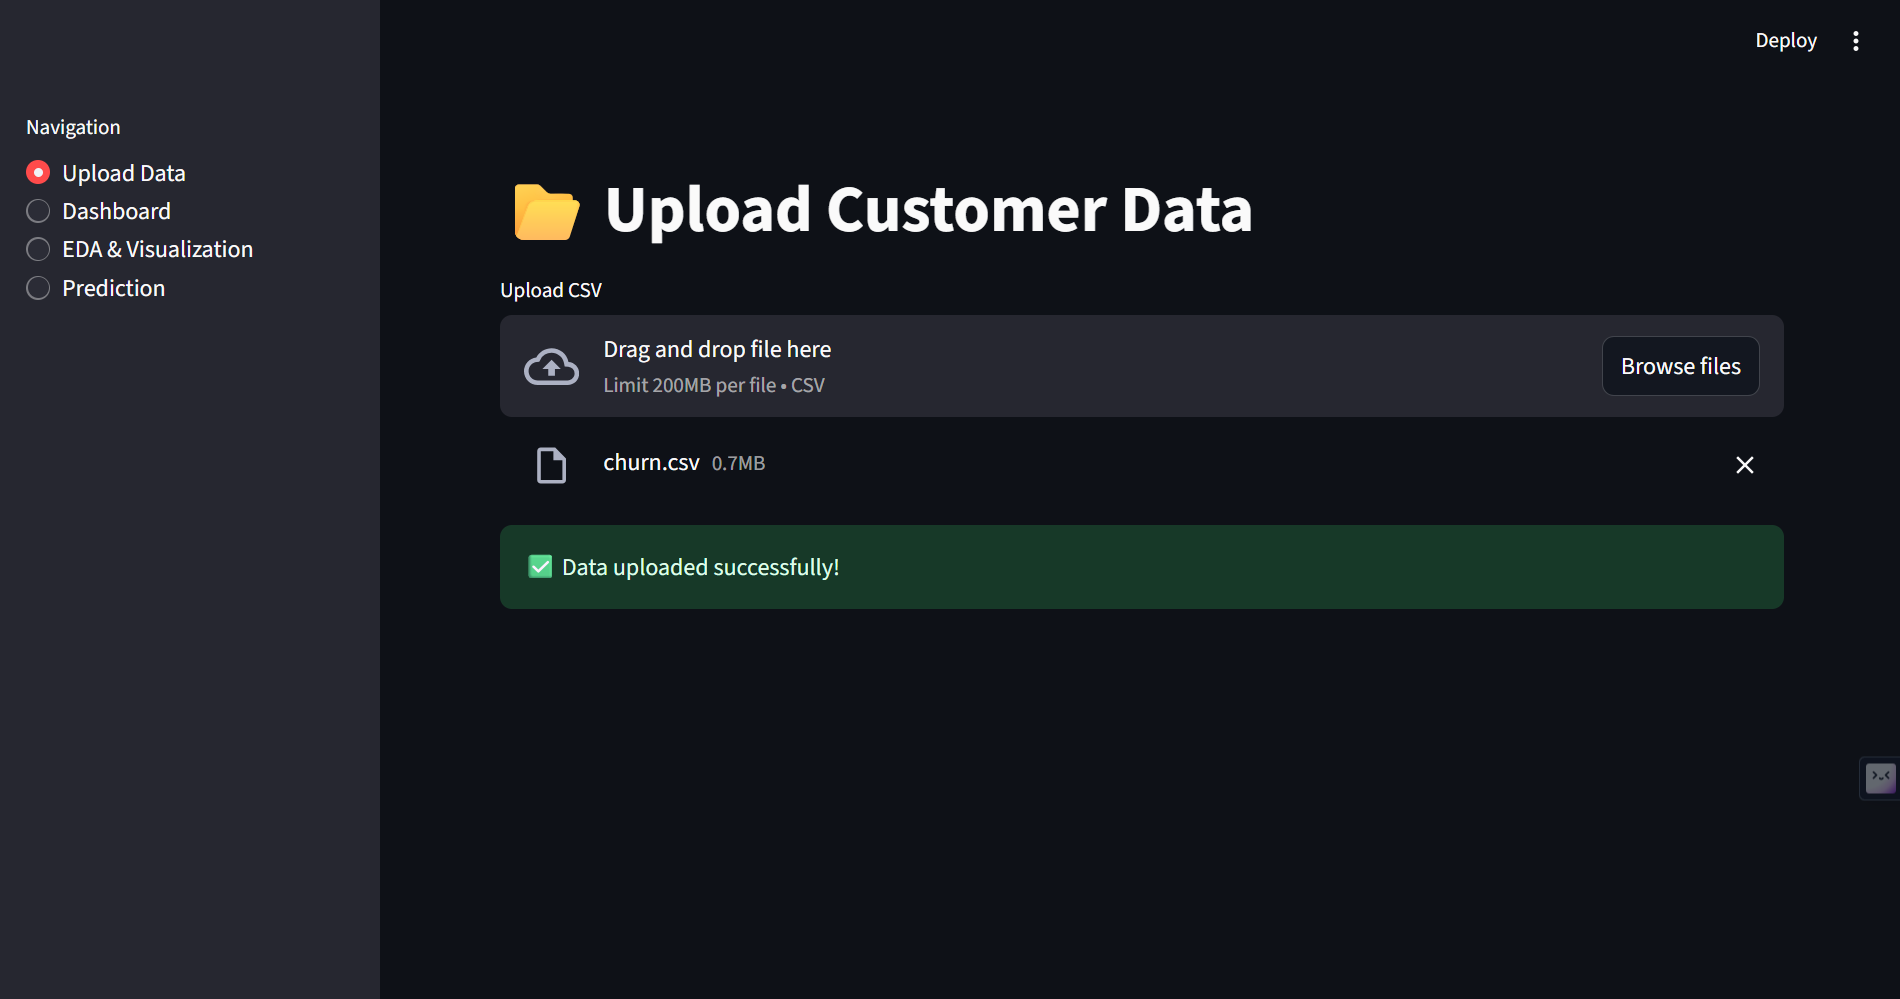 Deploy
Navigation
Upload Data
Dashboard
EDA & Visualization
Prediction
Upload Customer Data
Upload CSV
Drag and drop file here
Limit 200MB per file • CSV
Browse files
churn.csv 0.7MB
Data uploaded successfully!